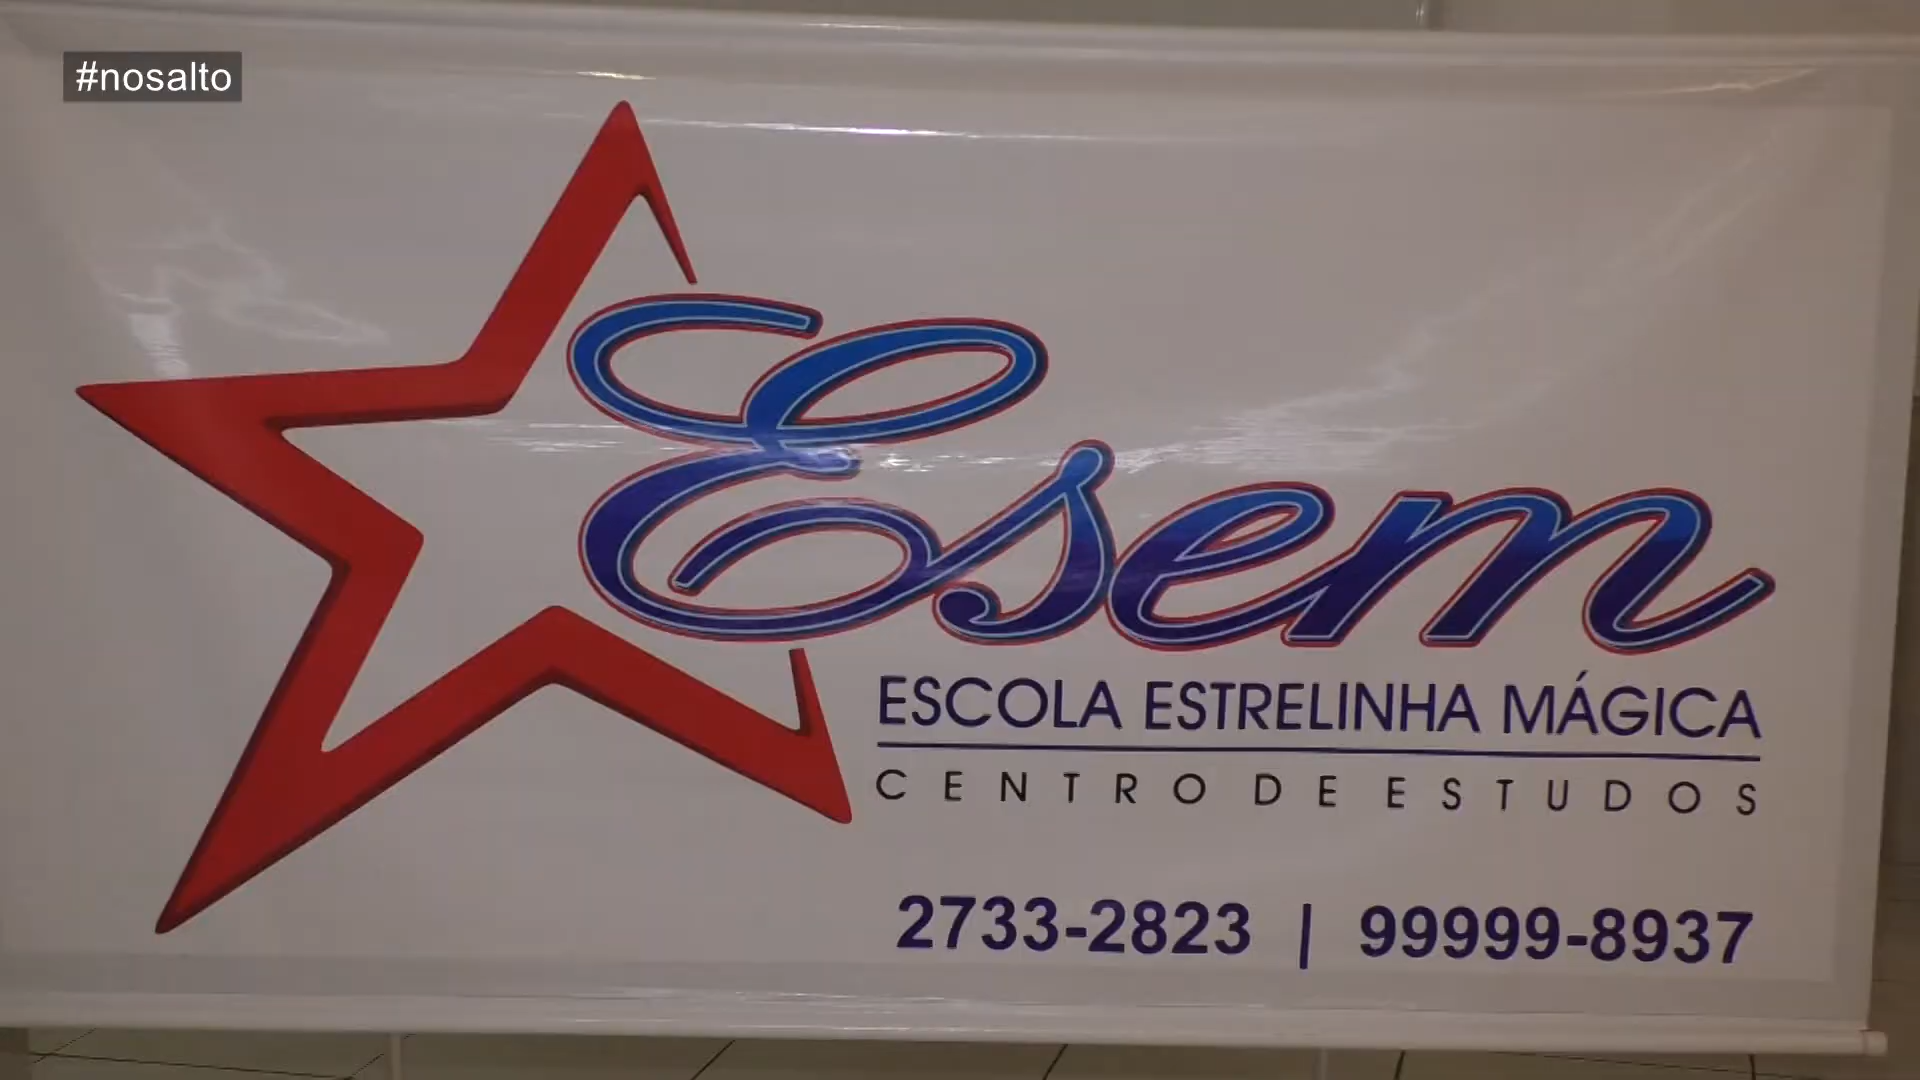 #nosalto
Esem
ESCOLA ESTRELINHA MÁGICA
CENTRO DE ESTUDOS
2733-2823 | 99999-8937